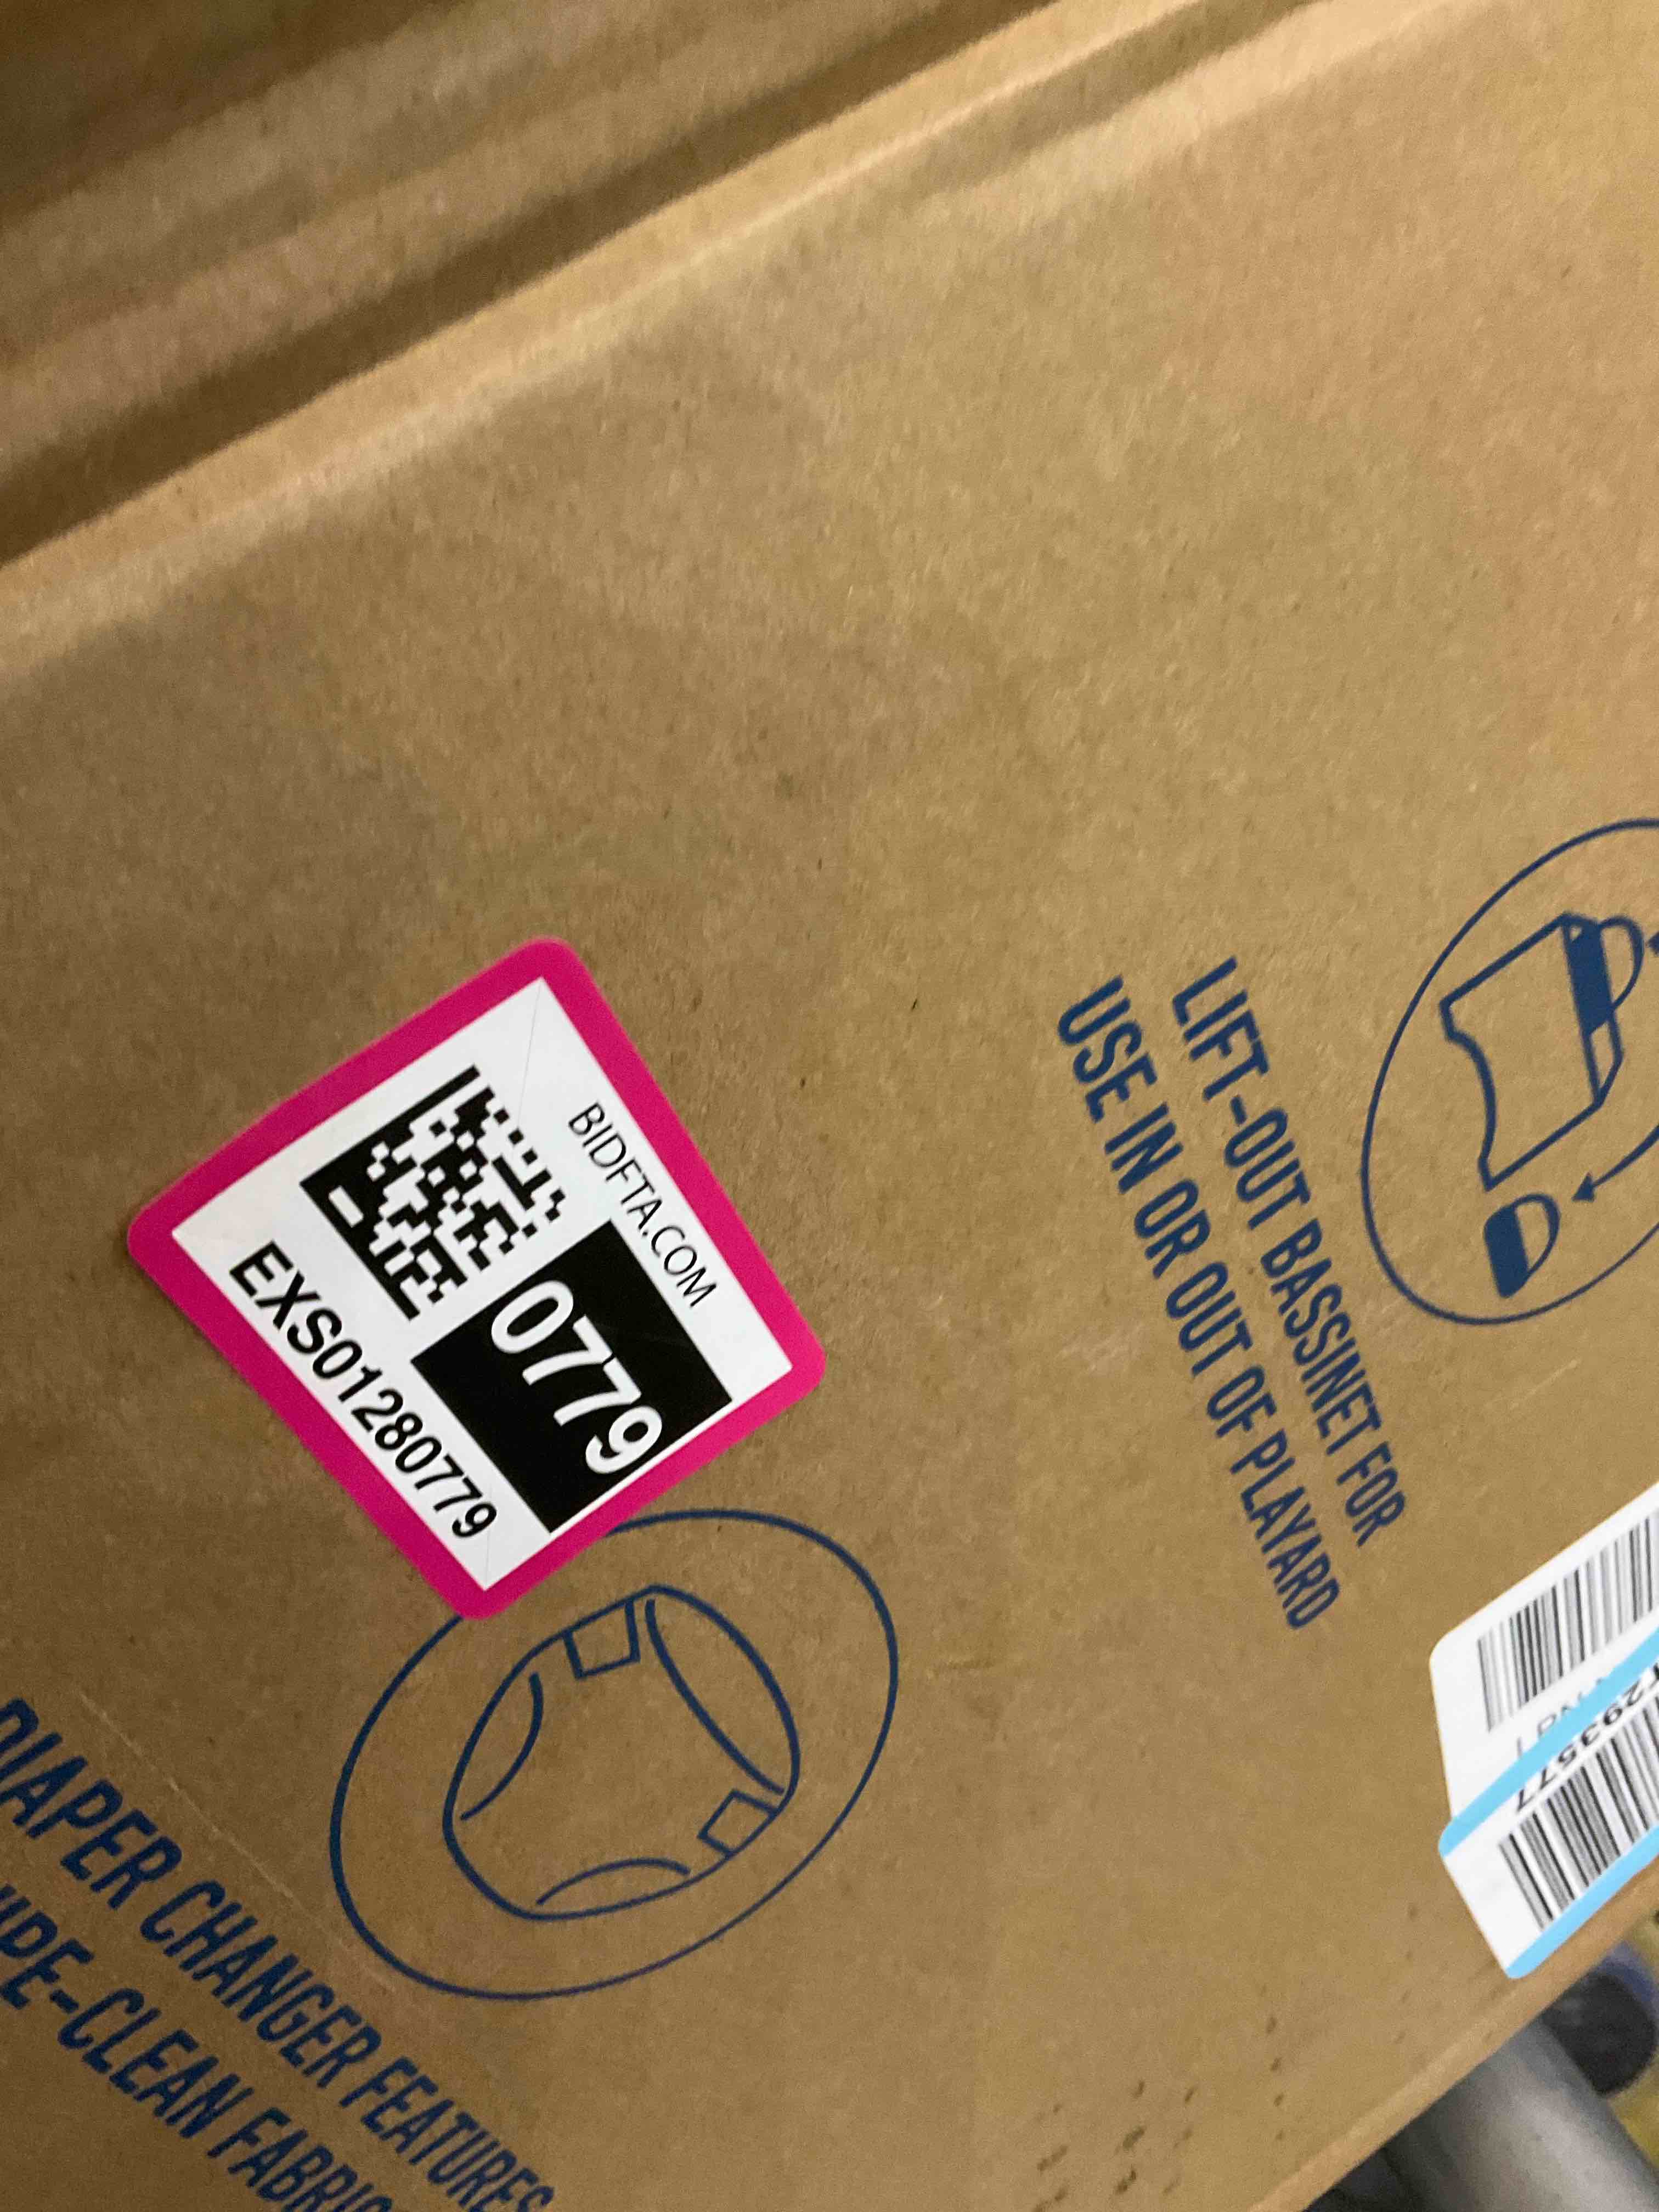 BIDFTA.COM
0779
EXS01280779
LIFT-OUT BASSINET FOR
USE IN OR OUT OF PLAYARD
DIAPER CHANGER FEATURES
WIPE-CLEAN FABRIC